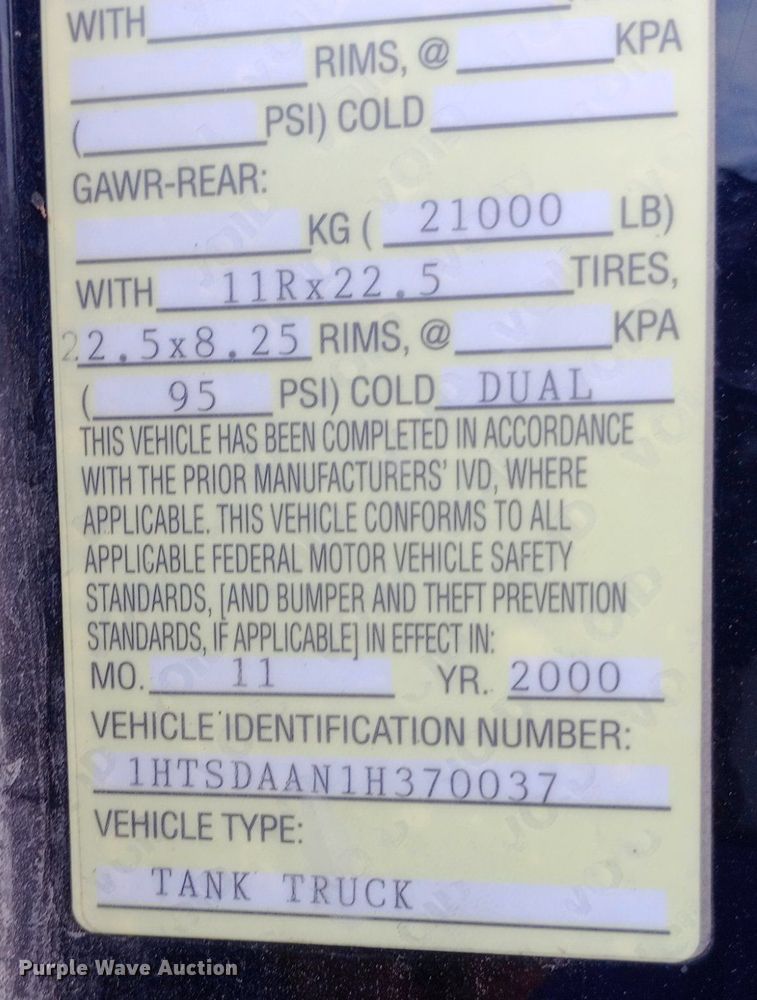 WITH
RIMS, @ KPA
( PSI) COLD
GAWR-REAR:
KG ( 21000 LB)
WITH 11Rx22.5 TIRES,
22.5x8.25 RIMS, @ KPA
( 95 PSI) COLD DUAL
THIS VEHICLE HAS BEEN COMPLETED IN ACCORDANCE
WITH THE PRIOR MANUFACTURERS' IVD, WHERE
APPLICABLE. THIS VEHICLE CONFORMS TO ALL
APPLICABLE FEDERAL MOTOR VEHICLE SAFETY
STANDARDS, [AND BUMPER AND THEFT PREVENTION
STANDARDS, IF APPLICABLE] IN EFFECT IN:
MO. 11 YR. 2000
VEHICLE IDENTIFICATION NUMBER:
1HTSDAAN1H370037
VEHICLE TYPE:
TANK TRUCK
Purple Wave Auction